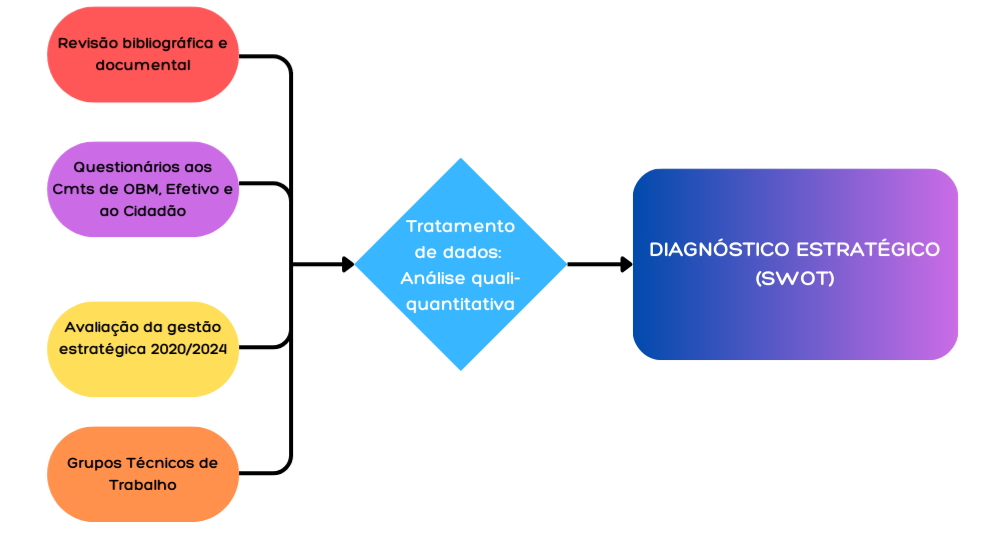 Revisão bibliográfica e
documental
Questionários aos
Cmts de OBM, Efetivo e
ao Cidadão
Avaliação da gestão
estratégica 2020/2024
Grupos Técnicos de
Trabalho
Tratamento
de dados:
Análise quali-
quantitativa
DIAGNÓSTICO ESTRATÉGICO
(SWOT)